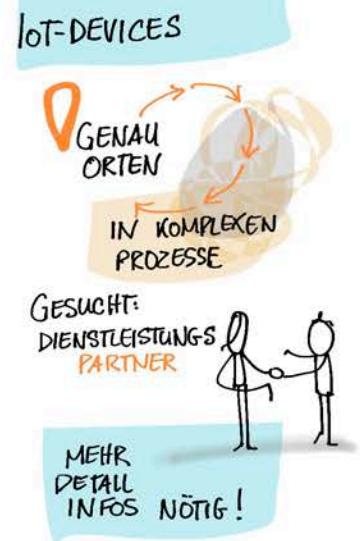 IoT-DEVICES
GENAU
ORTEN
IN KOMPLEXEN
PROZESSE
GESUCHT:
DIENSTLEISTUNGS
PARTNER
MEHR
DETAIL
INFOS NÖTIG!